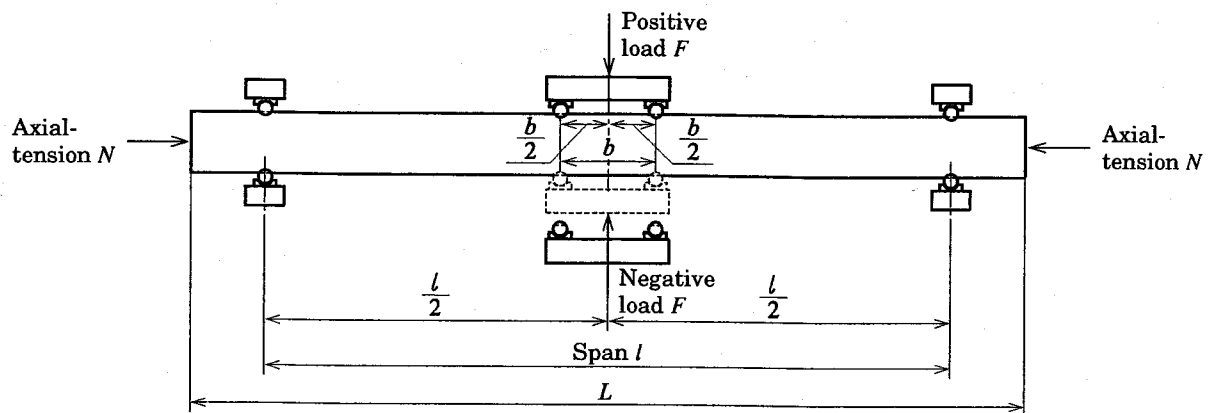 Positive
load F
Axial-
tension N
b/2
b
b/2
Axial-
tension N
Negative
load F
l/2
l/2
Span l
L